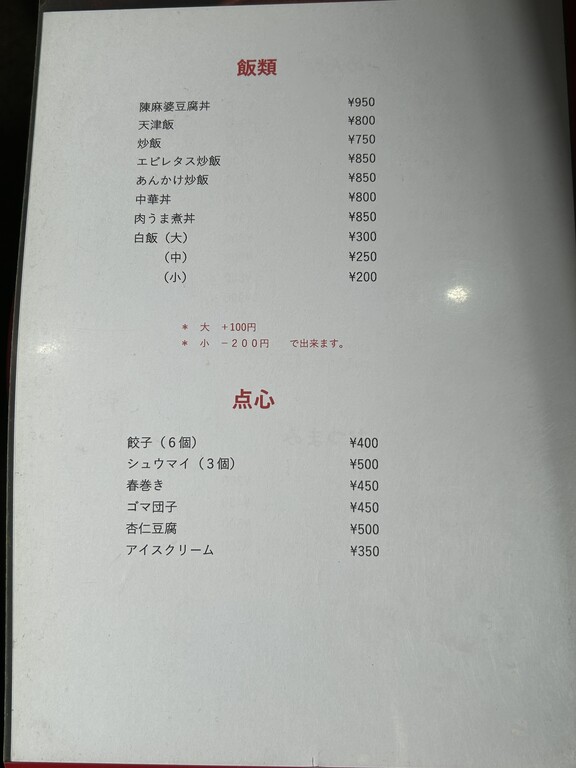 飯類
陳麻婆豆腐丼 ¥950
天津飯 ¥800
炒飯 ¥750
エビレタス炒飯 ¥850
あんかけ炒飯 ¥850
中華丼 ¥800
肉うま煮丼 ¥850
白飯（大） ¥300
（中） ¥250
（小） ¥200
＊ 大 +100円
＊ 小 −２００円 で出来ます。
点心
餃子（６個） ¥400
シュウマイ（３個） ¥500
春巻き ¥450
ゴマ団子 ¥450
杏仁豆腐 ¥500
アイスクリーム ¥350